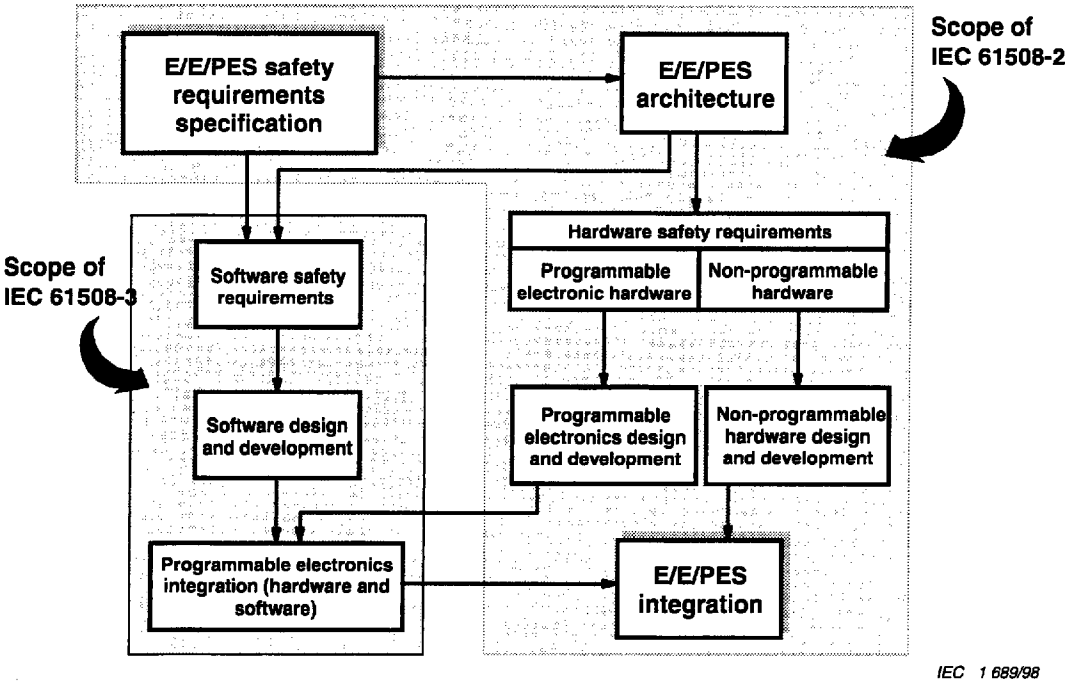 Scope of
IEC 61508-2
E/E/PES safety
requirements
specification
E/E/PES
architecture
Hardware safety requirements
Programmable
electronic hardware
Non-programmable
hardware
Scope of
IEC 61508-3
Software safety
requirements
Software design
and development
Programmable
electronics design
and development
Non-programmable
hardware design
and development
Programmable electronics
integration (hardware and
software)
E/E/PES
integration
IEC 1 689/98